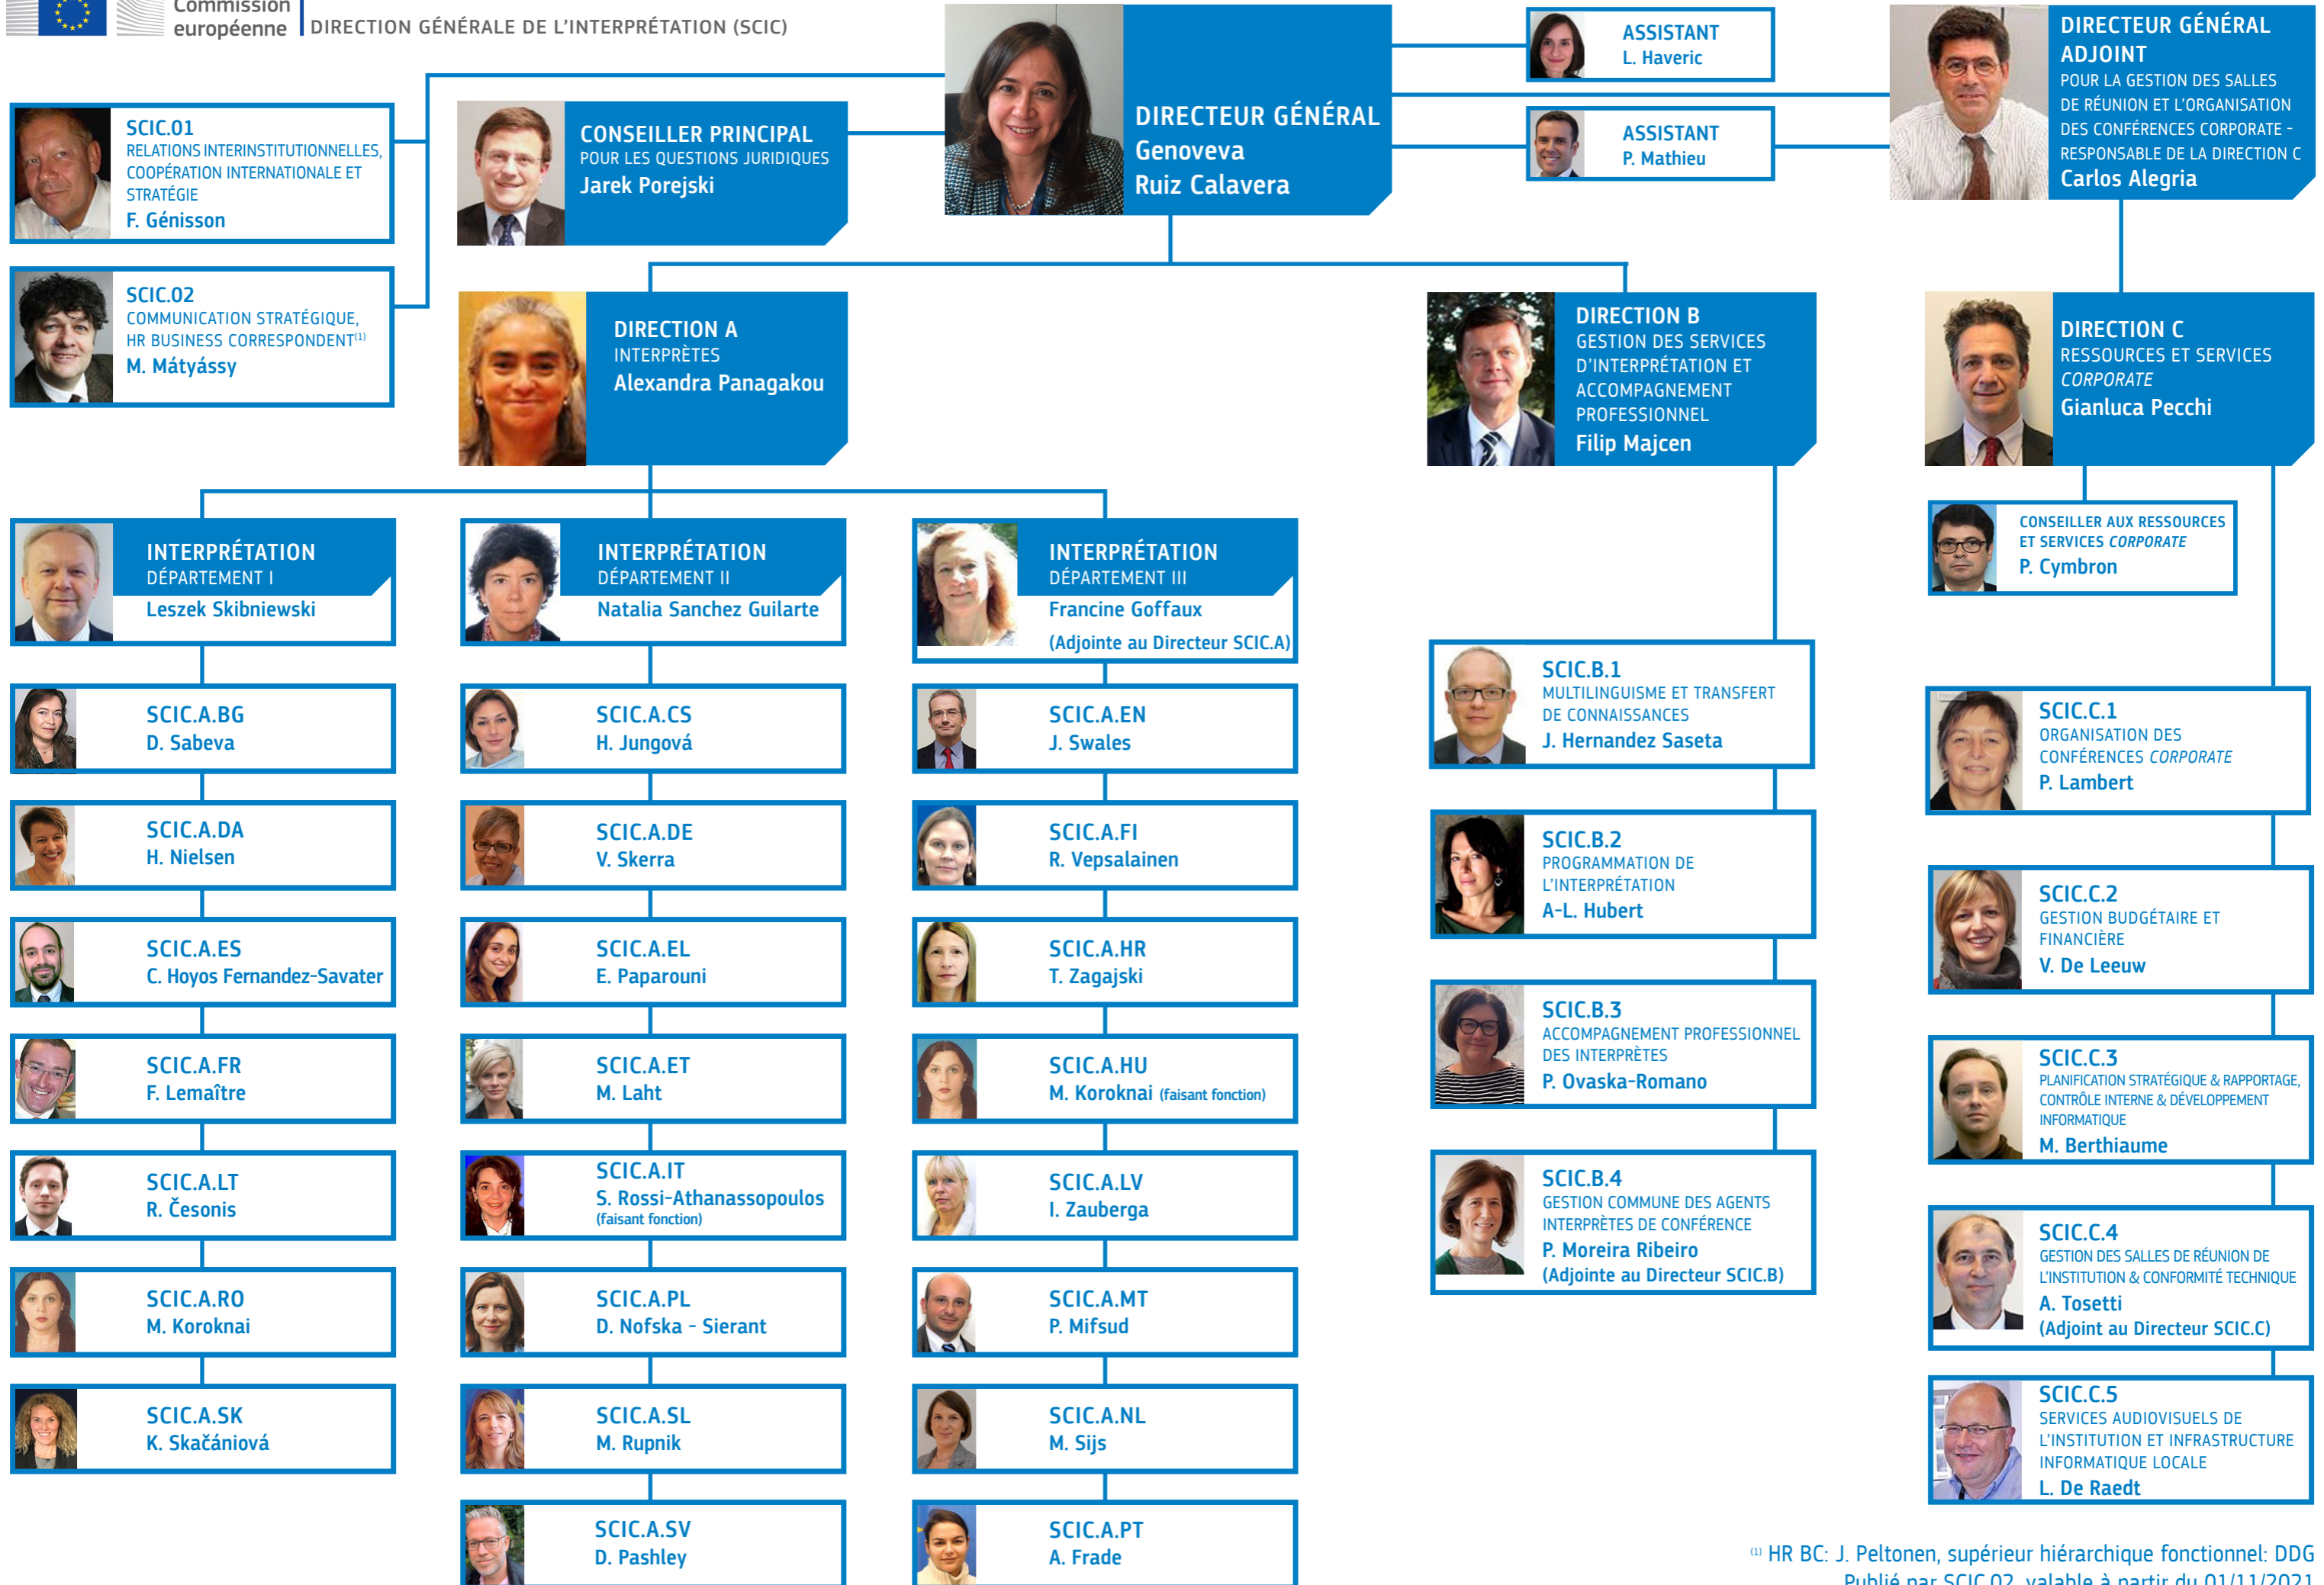 Commission
européenne
DIRECTION GÉNÉRALE DE L'INTERPRÉTATION (SCIC)
DIRECTEUR GÉNÉRAL
Genoveva
Ruiz Calavera
ASSISTANT
L. Haveric
ASSISTANT
P. Mathieu
DIRECTEUR GÉNÉRAL
ADJOINT
POUR LA GESTION DES SALLES
DE RÉUNION ET L'ORGANISATION
DES CONFÉRENCES CORPORATE -
RESPONSABLE DE LA DIRECTION C
Carlos Alegria
SCIC.01
RELATIONS INTERINSTITUTIONNELLES,
COOPÉRATION INTERNATIONALE ET
STRATÉGIE
F. Génisson
CONSEILLER PRINCIPAL
POUR LES QUESTIONS JURIDIQUES
Jarek Porejski
SCIC.02
COMMUNICATION STRATÉGIQUE,
HR BUSINESS CORRESPONDENT(1)
M. Mátyássy
DIRECTION A
INTERPRÈTES
Alexandra Panagakou
DIRECTION B
GESTION DES SERVICES
D'INTERPRÉTATION ET
ACCOMPAGNEMENT
PROFESSIONNEL
Filip Majcen
DIRECTION C
RESSOURCES ET SERVICES
CORPORATE
Gianluca Pecchi
INTERPRÉTATION
DÉPARTEMENT I
Leszek Skibniewski
SCIC.A.BG
D. Sabeva
SCIC.A.DA
H. Nielsen
SCIC.A.ES
C. Hoyos Fernandez-Savater
SCIC.A.FR
F. Lemaître
SCIC.A.LT
R. Česonis
SCIC.A.RO
M. Koroknai
SCIC.A.SK
K. Skačániová
INTERPRÉTATION
DÉPARTEMENT II
Natalia Sanchez Guilarte
SCIC.A.CS
H. Jungová
SCIC.A.DE
V. Skerra
SCIC.A.EL
E. Paparouni
SCIC.A.ET
M. Laht
SCIC.A.IT
S. Rossi-Athanassopoulos
(faisant fonction)
SCIC.A.PL
D. Nofska - Sierant
SCIC.A.SL
M. Rupnik
SCIC.A.SV
D. Pashley
INTERPRÉTATION
DÉPARTEMENT III
Francine Goffaux
(Adjointe au Directeur SCIC.A)
SCIC.A.EN
J. Swales
SCIC.A.FI
R. Vepsalainen
SCIC.A.HR
T. Zagajski
SCIC.A.HU
M. Koroknai (faisant fonction)
SCIC.A.LV
I. Zauberga
SCIC.A.MT
P. Mifsud
SCIC.A.NL
M. Sijs
SCIC.A.PT
A. Frade
SCIC.B.1
MULTILINGUISME ET TRANSFERT
DE CONNAISSANCES
J. Hernandez Saseta
SCIC.B.2
PROGRAMMATION DE
L'INTERPRÉTATION
A-L. Hubert
SCIC.B.3
ACCOMPAGNEMENT PROFESSIONNEL
DES INTERPRÈTES
P. Ovaska-Romano
SCIC.B.4
GESTION COMMUNE DES AGENTS
INTERPRÈTES DE CONFÉRENCE
P. Moreira Ribeiro
(Adjointe au Directeur SCIC.B)
CONSEILLER AUX RESSOURCES
ET SERVICES CORPORATE
P. Cymbron
SCIC.C.1
ORGANISATION DES
CONFÉRENCES CORPORATE
P. Lambert
SCIC.C.2
GESTION BUDGÉTAIRE ET
FINANCIÈRE
V. De Leeuw
SCIC.C.3
PLANIFICATION STRATÉGIQUE & RAPPORTAGE,
CONTRÔLE INTERNE & DÉVELOPPEMENT
INFORMATIQUE
M. Berthiaume
SCIC.C.4
GESTION DES SALLES DE RÉUNION DE
L'INSTITUTION & CONFORMITÉ TECHNIQUE
A. Tosetti
(Adjoint au Directeur SCIC.C)
SCIC.C.5
SERVICES AUDIOVISUELS DE
L'INSTITUTION ET INFRASTRUCTURE
INFORMATIQUE LOCALE
L. De Raedt
(1) HR BC: J. Peltonen, supérieur hiérarchique fonctionnel: DDG
Publié par SCIC.02, valable à partir du 01/11/2021